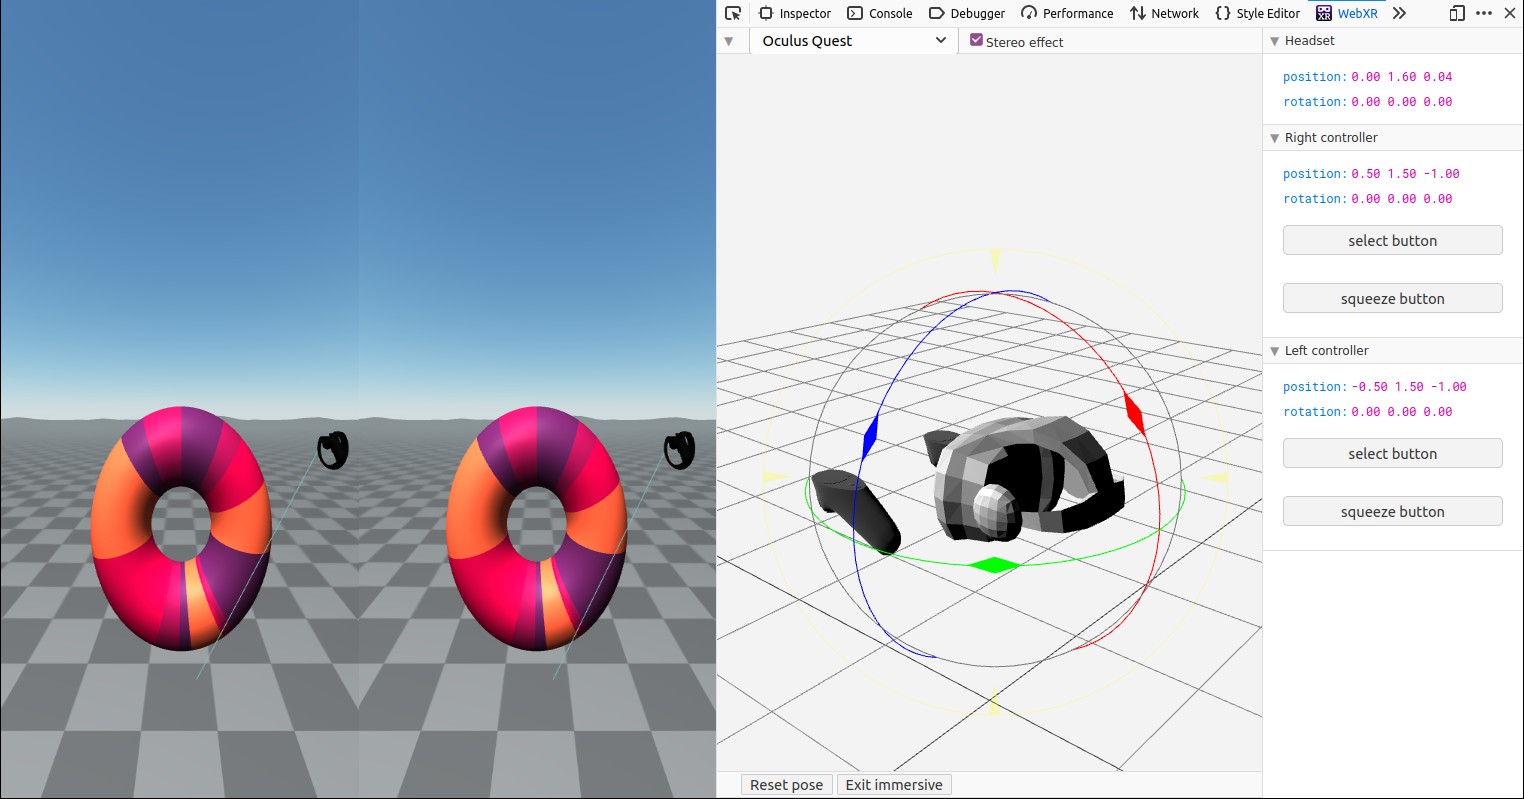 Inspector Console Debugger Performance Network Style Editor XR WebXR
Oculus Quest Stereo effect
Headset
position: 0.00 1.60 0.04
rotation: 0.00 0.00 0.00
Right controller
position: 0.50 1.50 -1.00
rotation: 0.00 0.00 0.00
select button
squeeze button
Left controller
position: -0.50 1.50 -1.00
rotation: 0.00 0.00 0.00
select button
squeeze button
Reset pose Exit immersive